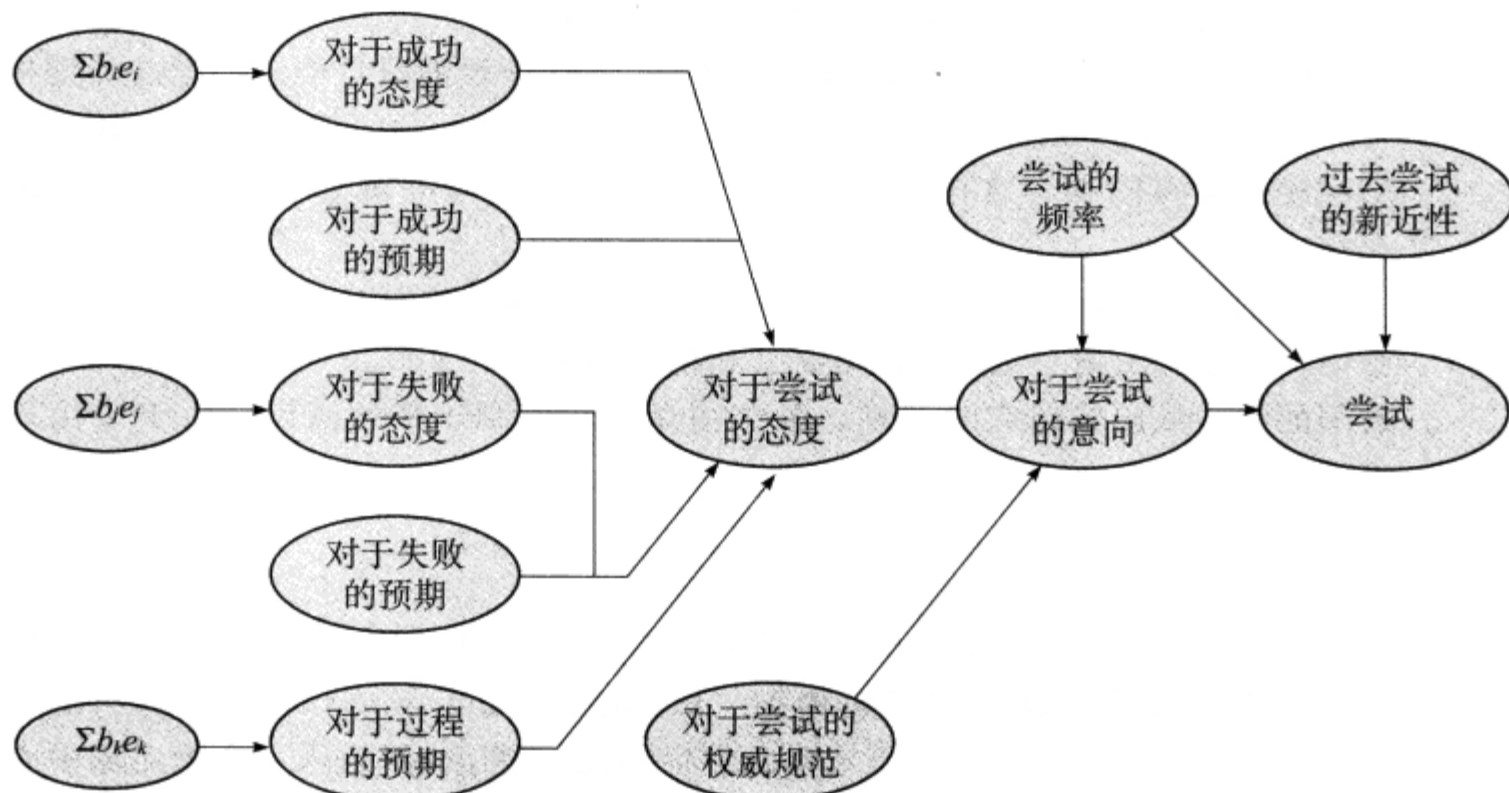 Σbᵢeᵢ
对于成功
的态度
对于成功
的预期
尝试的
频率
过去尝试
的新近性
Σbⱼeⱼ
对于失败
的态度
对于尝试
的态度
对于尝试
的意向
尝试
对于失败
的预期
Σbₖeₖ
对于过程
的预期
对于尝试的
权威规范